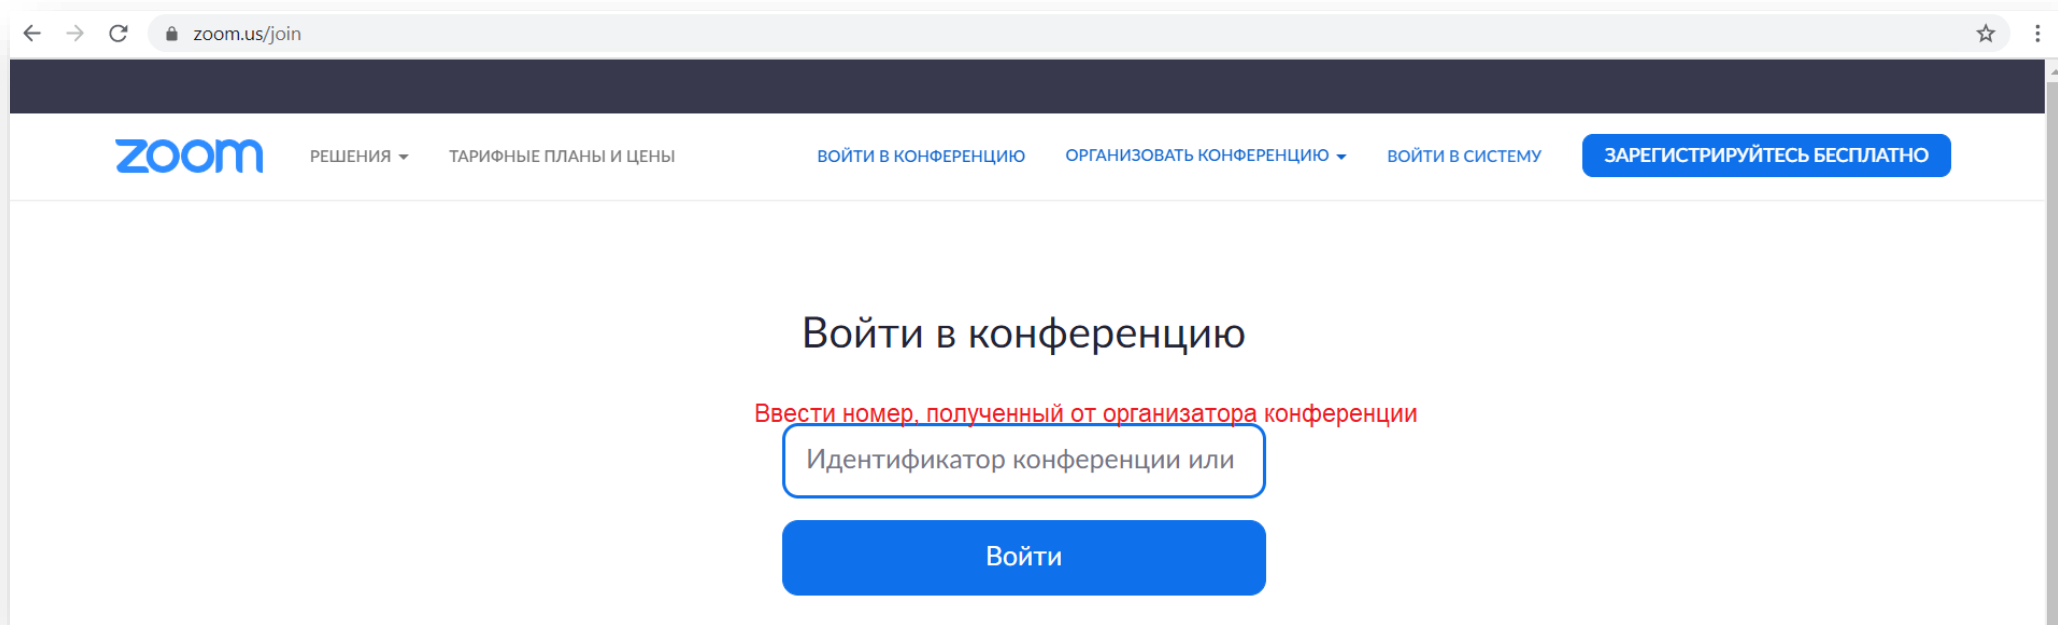 zoom.us/join
zoom РЕШЕНИЯ ТАРИФНЫЕ ПЛАНЫ И ЦЕНЫ ВОЙТИ В КОНФЕРЕНЦИЮ ОРГАНИЗОВАТЬ КОНФЕРЕНЦИЮ ВОЙТИ В СИСТЕМУ ЗАРЕГИСТРИРУЙТЕСЬ БЕСПЛАТНО
Войти в конференцию
Ввести номер, полученный от организатора конференции
Идентификатор конференции или
Войти